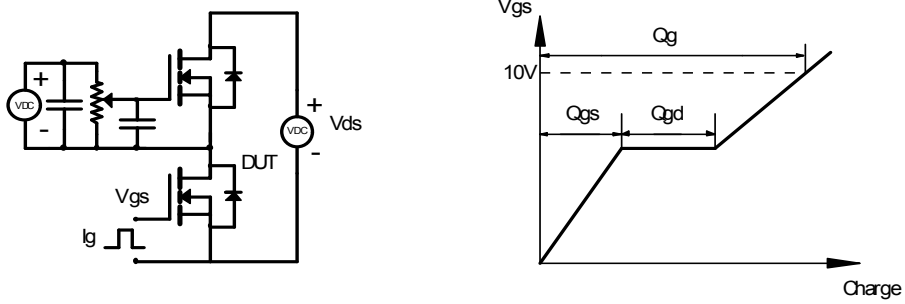 +
VDC
-
+
VDC
-
Vds
DUT
Vgs
Ig
Vgs
Qg
10V
Qgs
Qgd
Charge